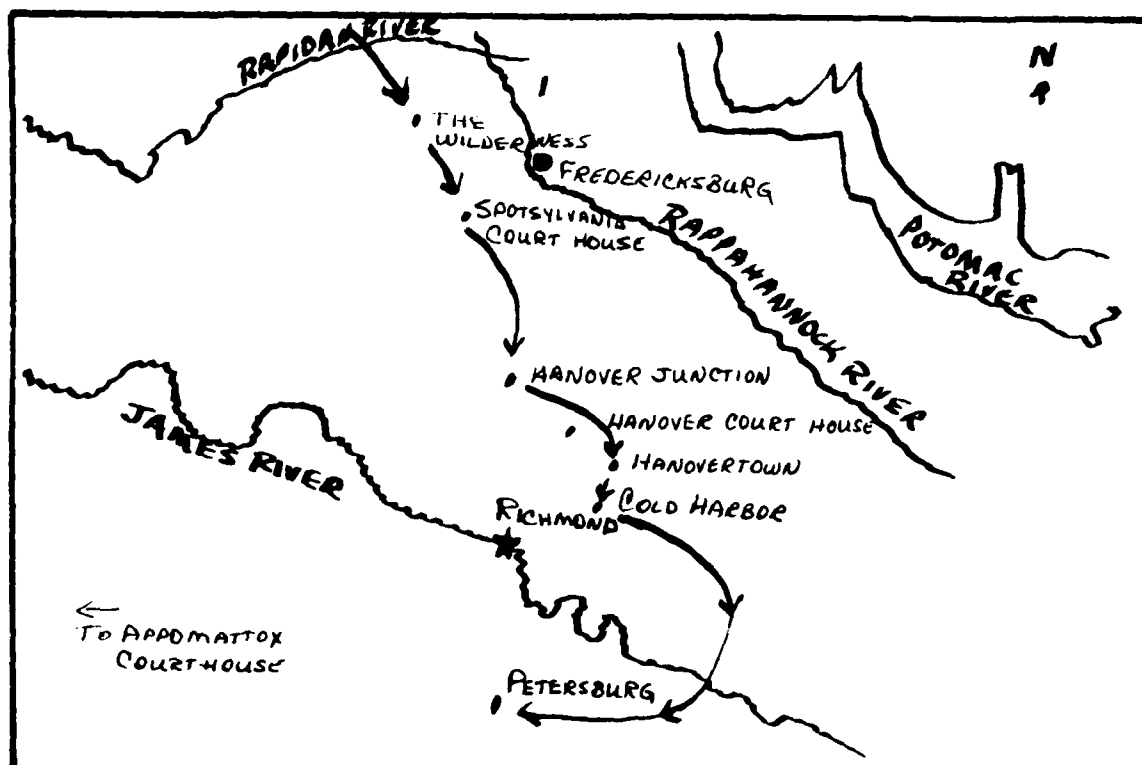 RAPIDAN RIVER
N
THE
WILDERNESS
FREDERICKSBURG
SPOTSYLVANIA
COURT HOUSE
RAPPAHANNOCK RIVER
POTOMAC
RIVER
HANOVER JUNCTION
HANOVER COURT HOUSE
JAMES RIVER
HANOVERTOWN
COLD HARBOR
RICHMOND
TO APPOMATTOX
COURTHOUSE
PETERSBURG